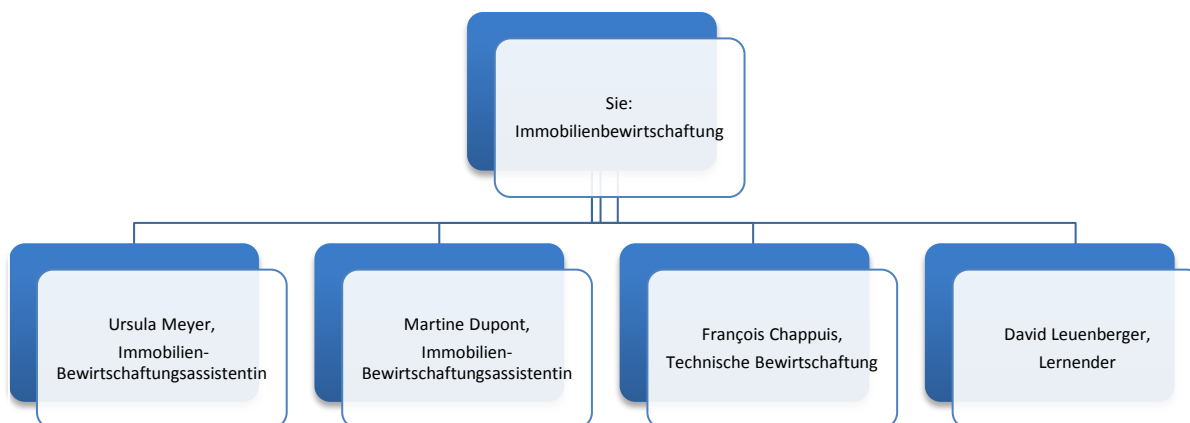 Sie:
Immobilienbewirtschaftung
Ursula Meyer,
Immobilien-
Bewirtschaftungsassistentin
Martine Dupont,
Immobilien-
Bewirtschaftungsassistentin
François Chappuis,
Technische Bewirtschaftung
David Leuenberger,
Lernender